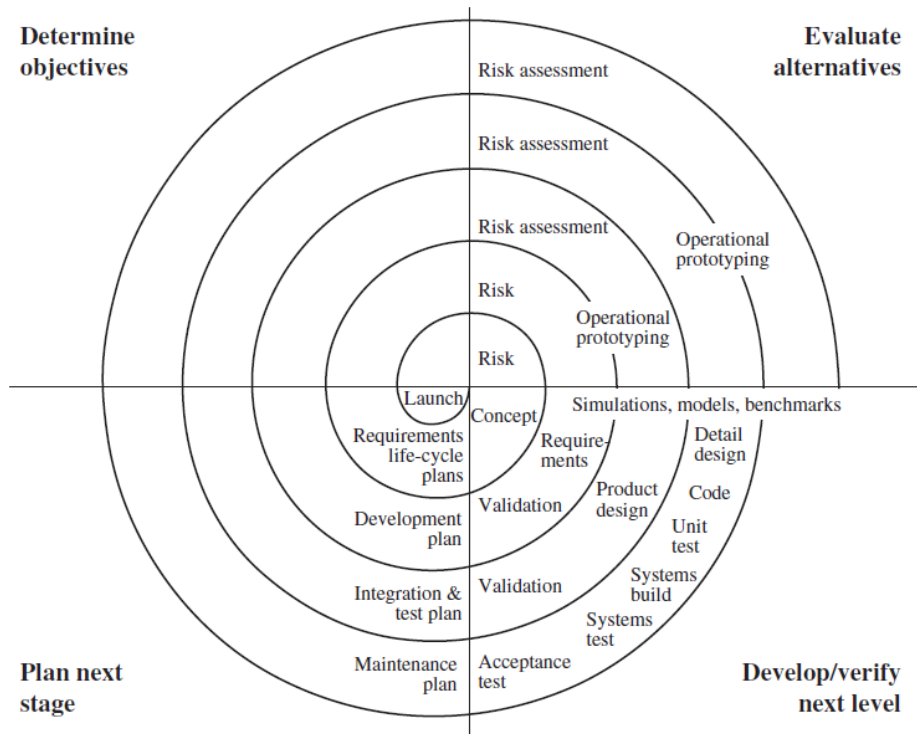 Determine
objectives
Evaluate
alternatives
Risk assessment
Risk assessment
Risk assessment
Operational
prototyping
Risk
Operational
prototyping
Risk
Launch
Concept
Simulations, models, benchmarks
Requirements
life-cycle
plans
Require-
ments
Detail
design
Development
plan
Validation
Product
design
Code
Unit
test
Integration &
test plan
Validation
Systems
build
Systems
test
Maintenance
plan
Acceptance
test
Plan next
stage
Develop/verify
next level